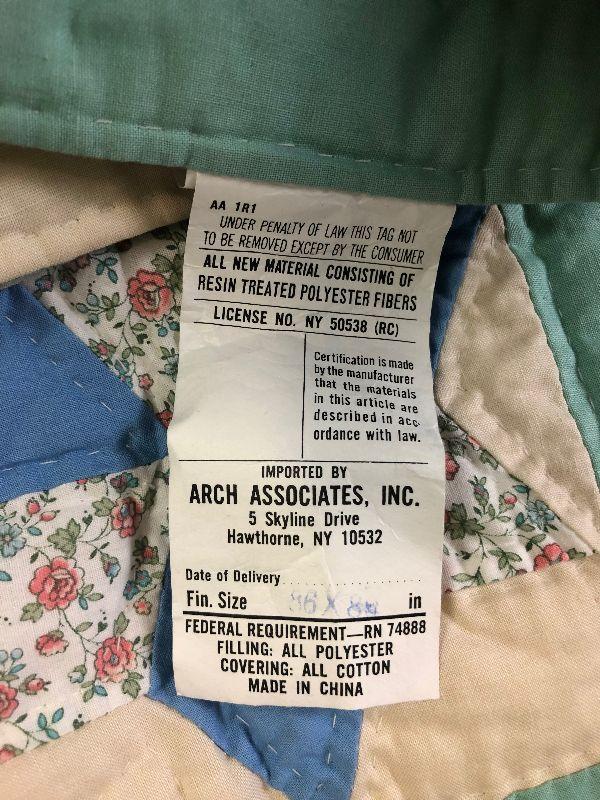 AA 1R1
UNDER PENALTY OF LAW THIS TAG NOT
TO BE REMOVED EXCEPT BY THE CONSUMER
ALL NEW MATERIAL CONSISTING OF
RESIN TREATED POLYESTER FIBERS
LICENSE NO. NY 50538 (RC)
Certification is made
by the manufacturer
that the materials
in this article are
described in acc-
ordance with law.
IMPORTED BY
ARCH ASSOCIATES, INC.
5 Skyline Drive
Hawthorne, NY 10532
Date of Delivery......................
Fin. Size 86 X in
FEDERAL REQUIREMENT—RN 74888
FILLING: ALL POLYESTER
COVERING: ALL COTTON
MADE IN CHINA